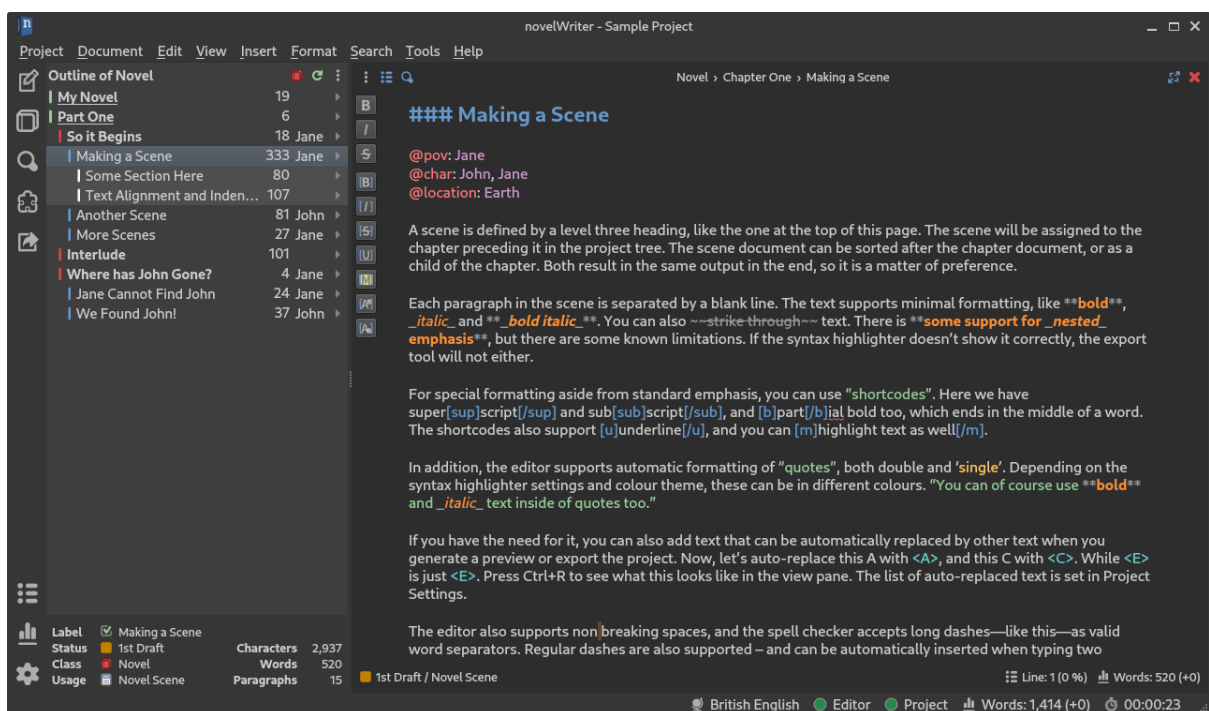 novelWriter - Sample Project
Project Document Edit View Insert Format Search Tools Help
Outline of Novel
My Novel 19
Part One 6
So it Begins 18 Jane
Making a Scene 333 Jane
Some Section Here 80
Text Alignment and Inden... 107
Another Scene 81 John
More Scenes 27 Jane
Interlude 101
Where has John Gone? 4 Jane
Jane Cannot Find John 24 Jane
We Found John! 37 John
Label Making a Scene
Status 1st Draft Characters 2,937
Class Novel Words 520
Usage Novel Scene Paragraphs 15
Novel › Chapter One › Making a Scene
B
I
S
[B]
[I]
[S]
[U]
[M]
### Making a Scene
@pov: Jane
@char: John, Jane
@location: Earth
A scene is defined by a level three heading, like the one at the top of this page. The scene will be assigned to the
chapter preceding it in the project tree. The scene document can be sorted after the chapter document, or as a
child of the chapter. Both result in the same output in the end, so it is a matter of preference.
Each paragraph in the scene is separated by a blank line. The text supports minimal formatting, like **bold**,
_italic_ and **_bold italic_**. You can also ~~strike through~~ text. There is **some support for _nested_
emphasis**, but there are some known limitations. If the syntax highlighter doesn’t show it correctly, the export
tool will not either.
For special formatting aside from standard emphasis, you can use “shortcodes”. Here we have
super[sup]script[/sup] and sub[sub]script[/sub], and [b]part[/b]ial bold too, which ends in the middle of a word.
The shortcodes also support [u]underline[/u], and you can [m]highlight text as well[/m].
In addition, the editor supports automatic formatting of “quotes”, both double and ‘single’. Depending on the
syntax highlighter settings and colour theme, these can be in different colours. “You can of course use **bold**
and _italic_ text inside of quotes too.”
If you have the need for it, you can also add text that can be automatically replaced by other text when you
generate a preview or export the project. Now, let’s auto-replace this A with <A>, and this C with <C>. While <E>
is just <E>. Press Ctrl+R to see what this looks like in the view pane. The list of auto-replaced text is set in Project
Settings.
The editor also supports non breaking spaces, and the spell checker accepts long dashes—like this—as valid
word separators. Regular dashes are also supported – and can be automatically inserted when typing two
1st Draft / Novel Scene Line: 1 (0 %) Words: 520 (+0)
British English Editor Project Words: 1,414 (+0) 00:00:23